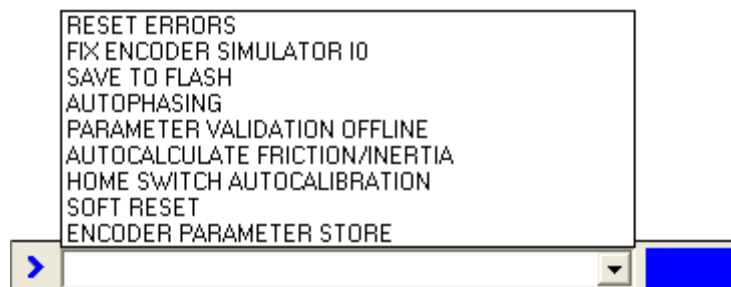 RESET ERRORS
FIX ENCODER SIMULATOR I0
SAVE TO FLASH
AUTOPHASING
PARAMETER VALIDATION OFFLINE
AUTOCALCULATE FRICTION/INERTIA
HOME SWITCH AUTOCALIBRATION
SOFT RESET
ENCODER PARAMETER STORE